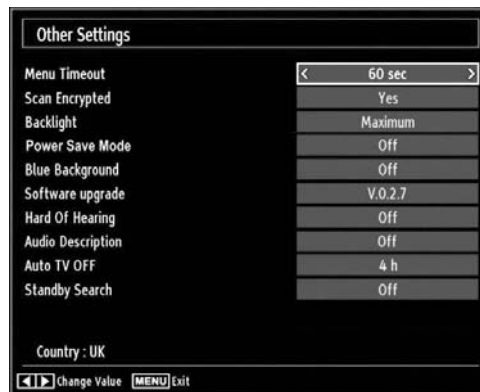 Other Settings
Menu Timeout < 60 sec >
Scan Encrypted Yes
Backlight Maximum
Power Save Mode Off
Blue Background Off
Software upgrade V.0.2.7
Hard Of Hearing Off
Audio Description Off
Auto TV OFF 4 h
Standby Search Off
Country : UK
Change Value MENU Exit